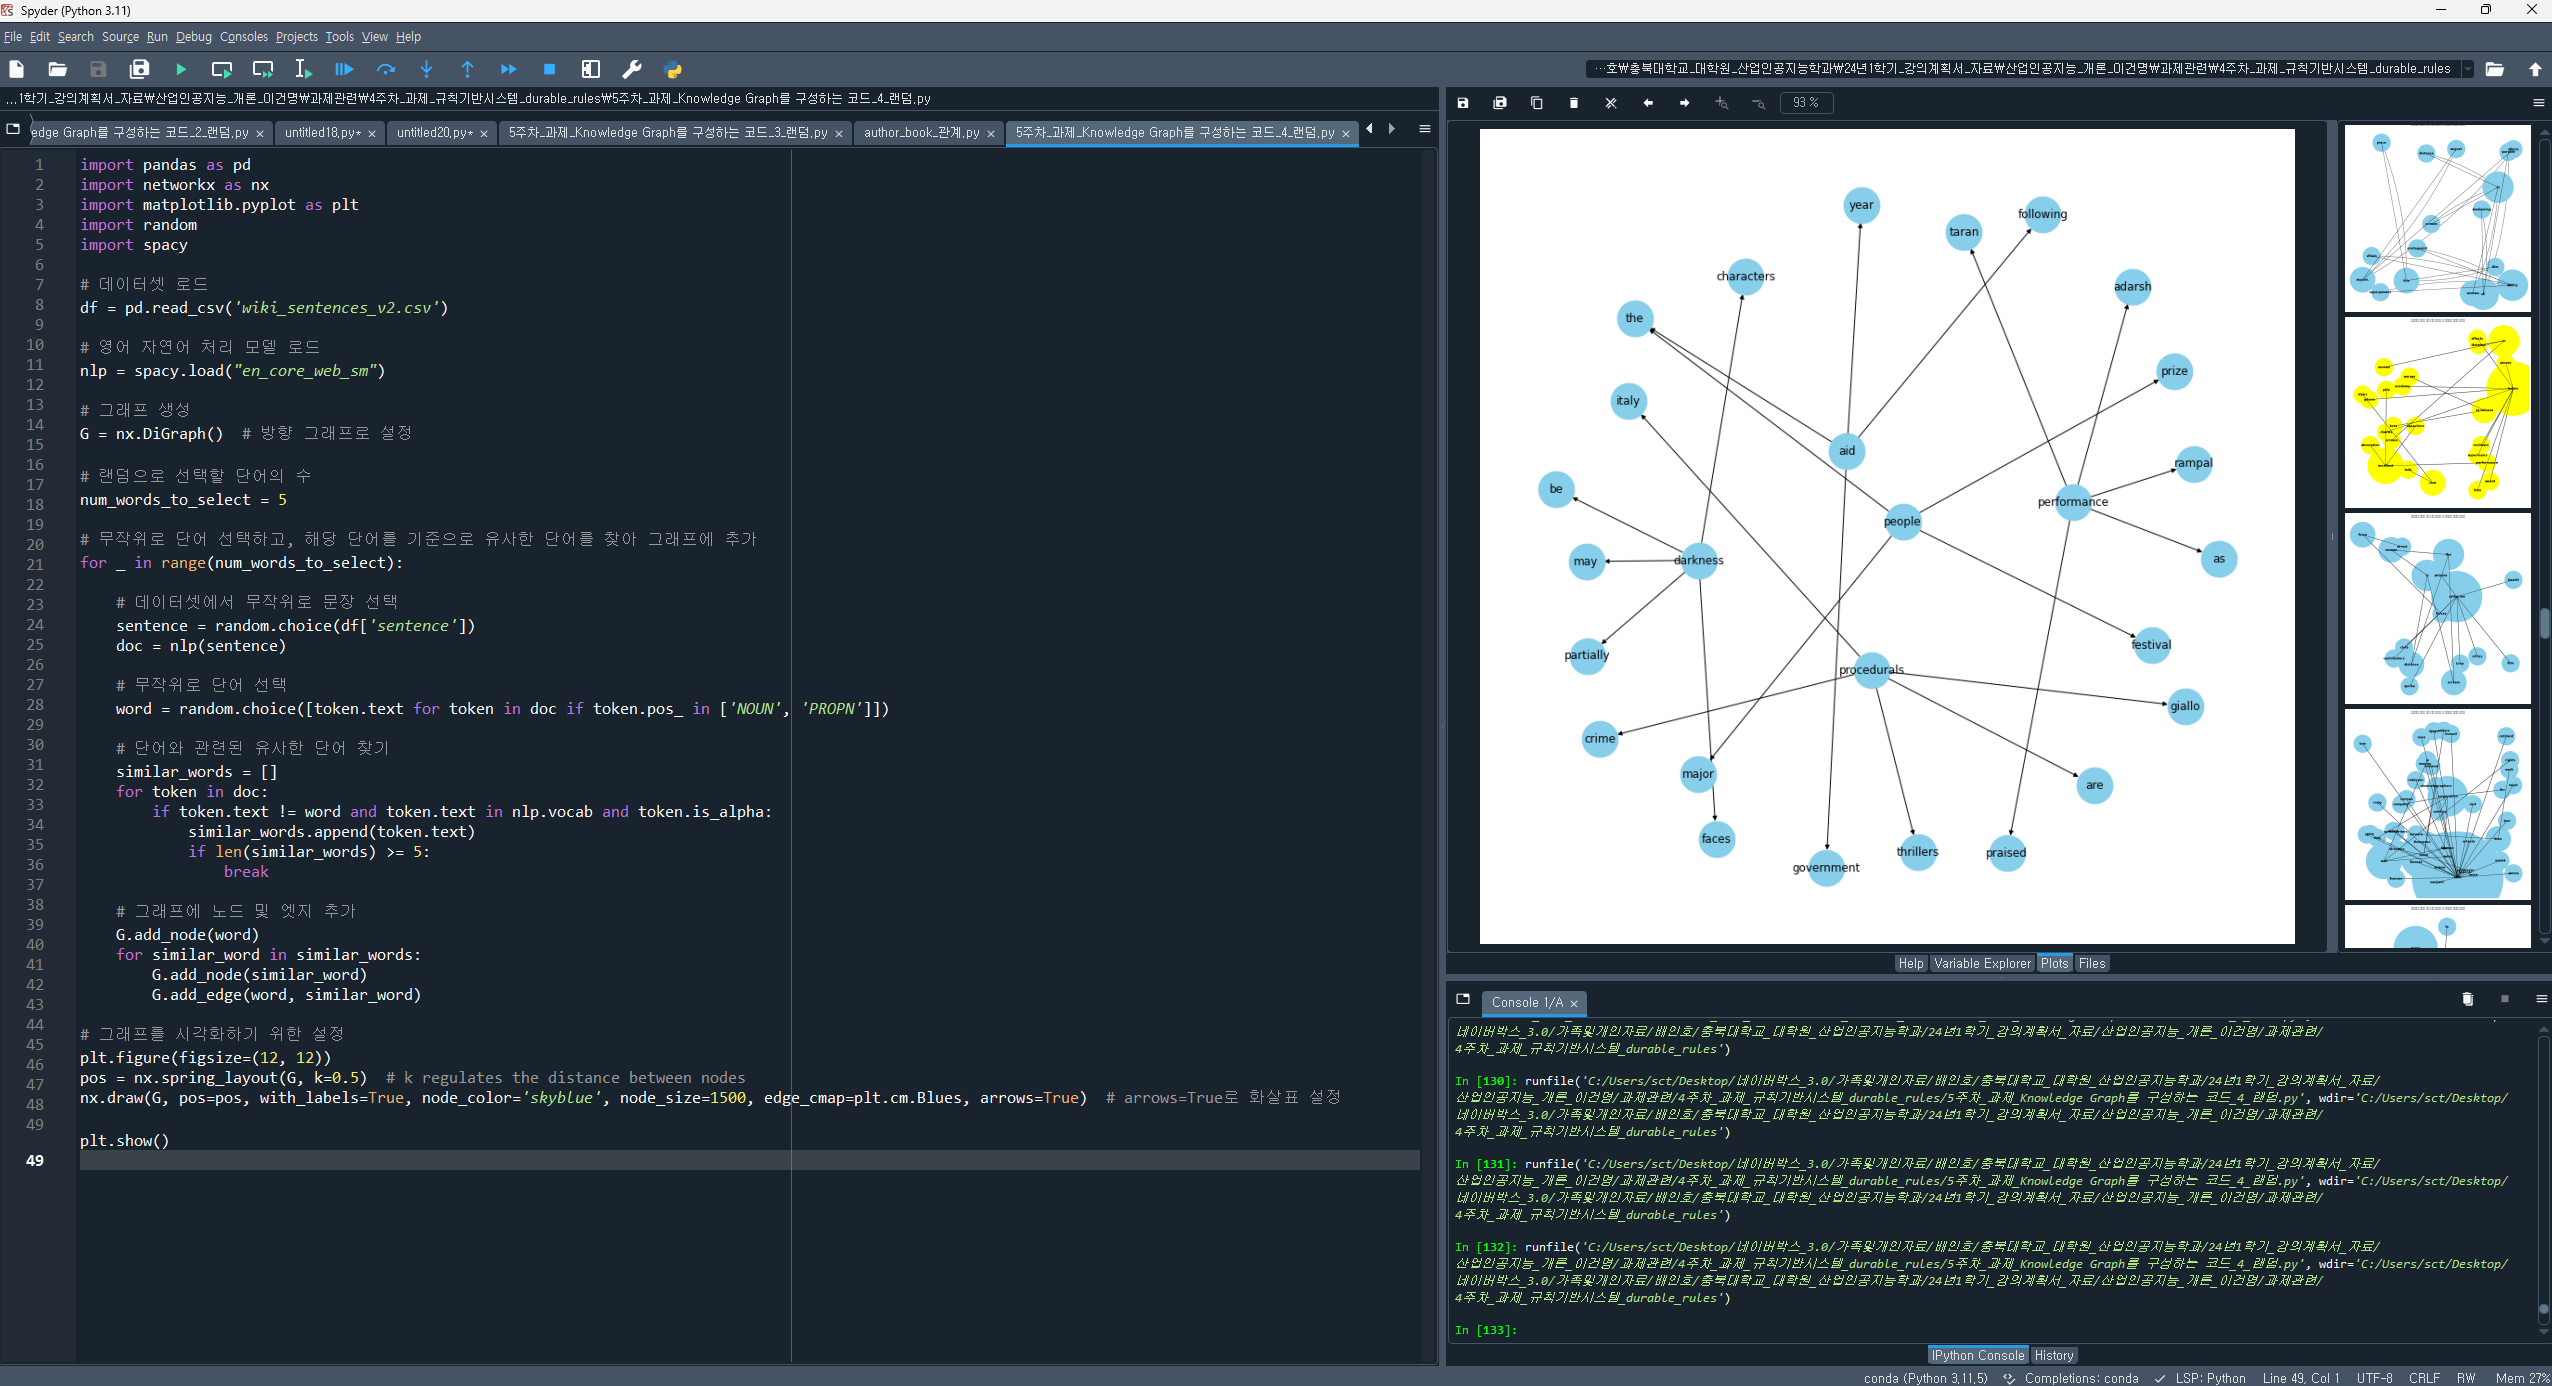 Spyder (Python 3.11)
File Edit Search Source Run Debug Consoles Projects Tools View Help
...호₩충북대학교_대학원_산업인공지능학과₩24년1학기_강의계획서_자료₩산업인공지능_개론_이건명₩과제관련₩4주차_과제_규칙기반시스템_durable_rules
...1학기_강의계획서_자료₩산업인공지능_개론_이건명₩과제관련₩4주차_과제_규칙기반시스템_durable_rules₩5주차_과제_Knowledge Graph를 구성하는 코드_4_랜덤.py
edge Graph를 구성하는 코드_2_랜덤.py untitled18.py* untitled20.py* 5주차_과제_Knowledge Graph를 구성하는 코드_3_랜덤.py author_book_관계.py 5주차_과제_Knowledge Graph를 구성하는 코드_4_랜덤.py
1 import pandas as pd
2 import networkx as nx
3 import matplotlib.pyplot as plt
4 import random
5 import spacy
6
7 # 데이터셋 로드
8 df = pd.read_csv('wiki_sentences_v2.csv')
9
10 # 영어 자연어 처리 모델 로드
11 nlp = spacy.load("en_core_web_sm")
12
13 # 그래프 생성
14 G = nx.DiGraph()  # 방향 그래프로 설정
15
16 # 랜덤으로 선택할 단어의 수
17 num_words_to_select = 5
18
19
20 # 무작위로 단어 선택하고, 해당 단어를 기준으로 유사한 단어를 찾아 그래프에 추가
21 for _ in range(num_words_to_select):
22
23 # 데이터셋에서 무작위로 문장 선택
24 sentence = random.choice(df['sentence'])
25 doc = nlp(sentence)
26
27 # 무작위로 단어 선택
28 word = random.choice([token.text for token in doc if token.pos_ in ['NOUN', 'PROPN']])
29
30 # 단어와 관련된 유사한 단어 찾기
31 similar_words = []
32 for token in doc:
33 if token.text != word and token.text in nlp.vocab and token.is_alpha:
34 similar_words.append(token.text)
35 if len(similar_words) >= 5:
36 break
37
38 # 그래프에 노드 및 엣지 추가
39 G.add_node(word)
40 for similar_word in similar_words:
41 G.add_node(similar_word)
42 G.add_edge(word, similar_word)
43
44 # 그래프를 시각화하기 위한 설정
45 plt.figure(figsize=(12, 12))
46 pos = nx.spring_layout(G, k=0.5)  # k regulates the distance between nodes
47 nx.draw(G, pos=pos, with_labels=True, node_color='skyblue', node_size=1500, edge_cmap=plt.cm.Blues, arrows=True)  # arrows=True로 화살표 설정
48
49 plt.show()
49
93 %
year
following
taran
characters
adarsh
the
prize
italy
aid
rampal
be
performance
people
may
darkness
as
partially
festival
procedurals
giallo
crime
major
are
faces
thrillers
praised
government
Help Variable Explorer Plots Files
Console 1/A
네이버박스_3.0/가족및개인자료/배인호/충북대학교_대학원_산업인공지능학과/24년1학기_강의계획서_자료/산업인공지능_개론_이건명/과제관련/
4주차_과제_규칙기반시스템_durable_rules')
In [130]: runfile('C:/Users/sct/Desktop/네이버박스_3.0/가족및개인자료/배인호/충북대학교_대학원_산업인공지능학과/24년1학기_강의계획서_자료/
산업인공지능_개론_이건명/과제관련/4주차_과제_규칙기반시스템_durable_rules/5주차_과제_Knowledge Graph를 구성하는 코드_4_랜덤.py', wdir='C:/Users/sct/Desktop/
네이버박스_3.0/가족및개인자료/배인호/충북대학교_대학원_산업인공지능학과/24년1학기_강의계획서_자료/산업인공지능_개론_이건명/과제관련/
4주차_과제_규칙기반시스템_durable_rules')
In [131]: runfile('C:/Users/sct/Desktop/네이버박스_3.0/가족및개인자료/배인호/충북대학교_대학원_산업인공지능학과/24년1학기_강의계획서_자료/
산업인공지능_개론_이건명/과제관련/4주차_과제_규칙기반시스템_durable_rules/5주차_과제_Knowledge Graph를 구성하는 코드_4_랜덤.py', wdir='C:/Users/sct/Desktop/
네이버박스_3.0/가족및개인자료/배인호/충북대학교_대학원_산업인공지능학과/24년1학기_강의계획서_자료/산업인공지능_개론_이건명/과제관련/
4주차_과제_규칙기반시스템_durable_rules')
In [132]: runfile('C:/Users/sct/Desktop/네이버박스_3.0/가족및개인자료/배인호/충북대학교_대학원_산업인공지능학과/24년1학기_강의계획서_자료/
산업인공지능_개론_이건명/과제관련/4주차_과제_규칙기반시스템_durable_rules/5주차_과제_Knowledge Graph를 구성하는 코드_4_랜덤.py', wdir='C:/Users/sct/Desktop/
네이버박스_3.0/가족및개인자료/배인호/충북대학교_대학원_산업인공지능학과/24년1학기_강의계획서_자료/산업인공지능_개론_이건명/과제관련/
4주차_과제_규칙기반시스템_durable_rules')
In [133]:
IPython Console History
conda (Python 3.11.5) Completions: conda LSP: Python Line 49, Col 1 UTF-8 CRLF RW Mem 27%